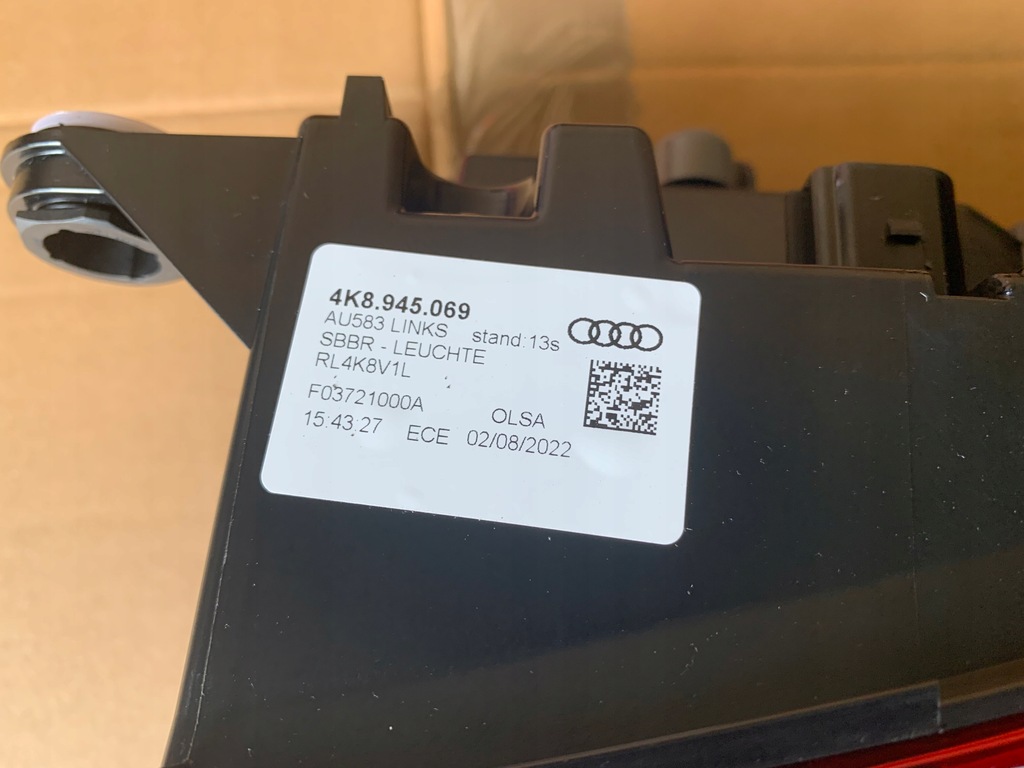 4K8.945.069
AU583 LINKS stand:13s
SBBR - LEUCHTE
RL4K8V1L
F03721000A OLSA
15:43:27 ECE 02/08/2022